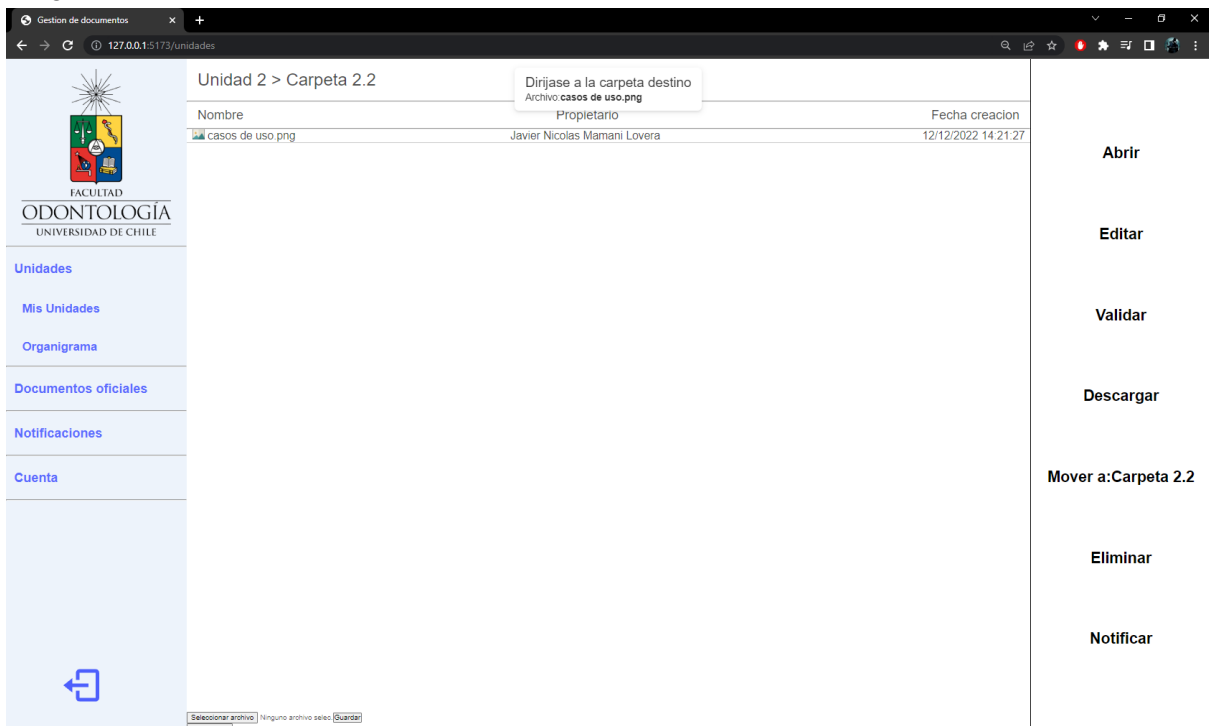 Gestion de documentos
127.0.0.1:5173/unidades
FACULTAD
ODONTOLOGÍA
UNIVERSIDAD DE CHILE
Unidades
Mis Unidades
Organigrama
Documentos oficiales
Notificaciones
Cuenta
Unidad 2 > Carpeta 2.2
Dirijase a la carpeta destino
Archivo:casos de uso.png
Nombre Propietario Fecha creacion
casos de uso.png Javier Nicolas Mamani Lovera 12/12/2022 14:21:27
Seleccionar archivo Ninguno archivo selec. Guardar
Abrir
Editar
Validar
Descargar
Mover a:Carpeta 2.2
Eliminar
Notificar